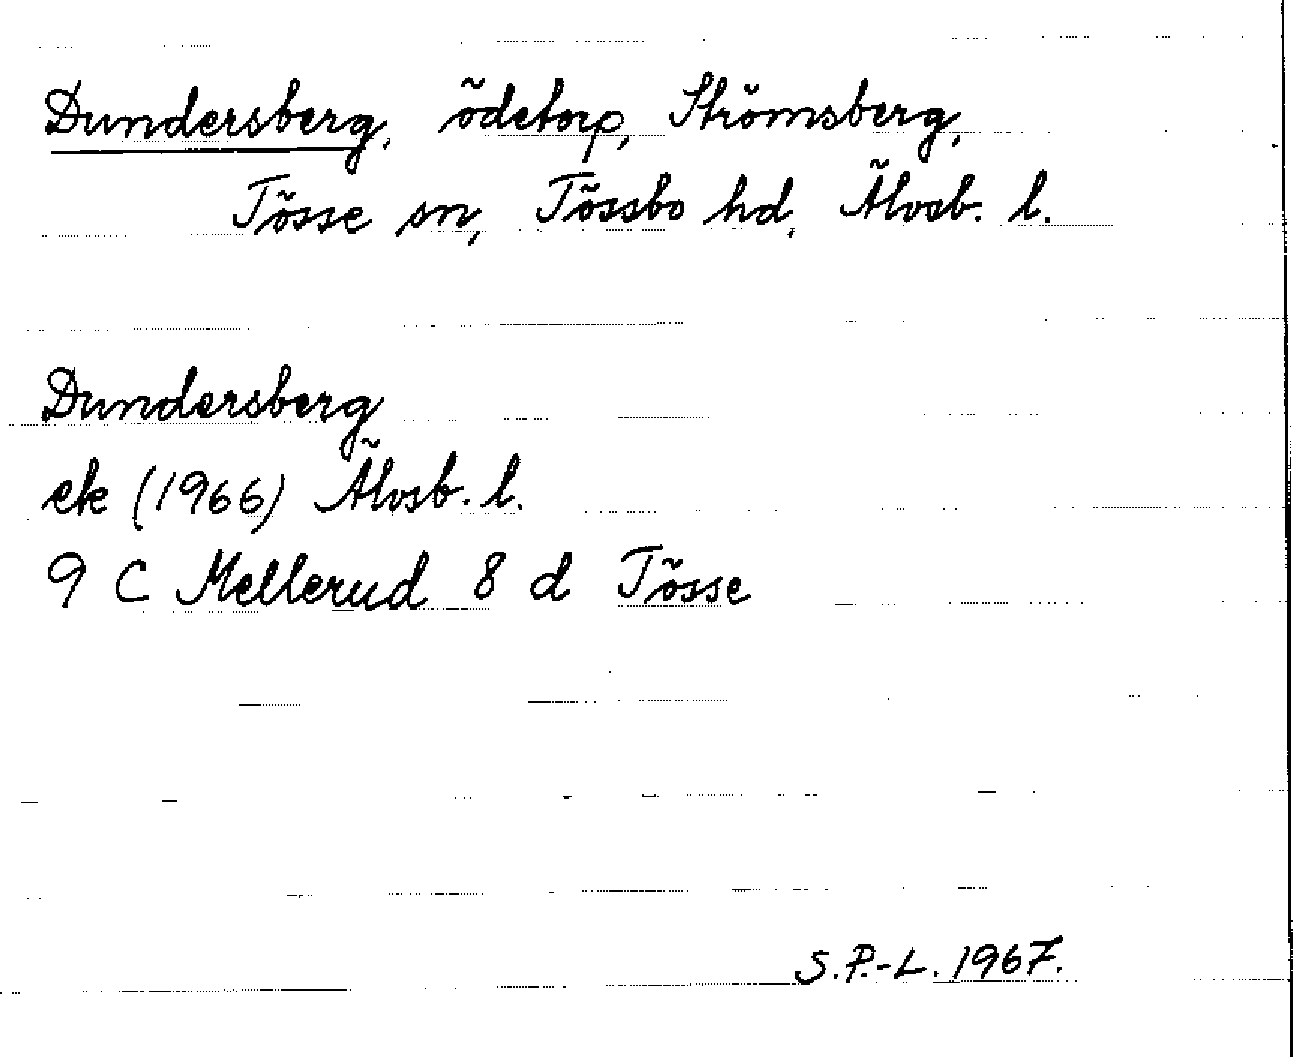 Dundersberg, ödetorp, Strömsberg,
Tösse sn, Tössbo hd, Älvsb. l.
Dundersberg
ek (1966) Älvsb. l.
9 C Mellerud 8 d Tösse
S.P.-L. 1967.